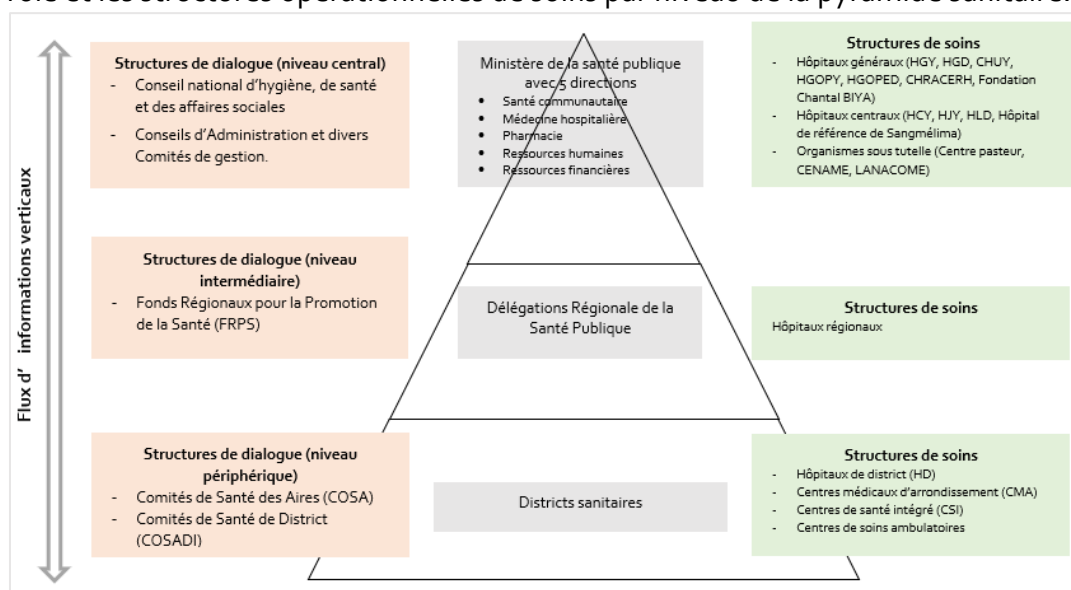 rôle et les structures opérationnelles de soins par niveau de la pyramide sanitaire.
Flux d' informations verticaux
Structures de dialogue (niveau central)
- Conseil national d'hygiène, de santé
et des affaires sociales
- Conseils d'Administration et divers
Comités de gestion.
Ministère de la santé publique
avec 5 directions
• Santé communautaire
• Médecine hospitalière
• Pharmacie
• Ressources humaines
• Ressources financières
Structures de soins
- Hôpitaux généraux (HGY, HGD, CHUY,
HGOPY, HGOPED, CHRACERH, Fondation
Chantal BIYA)
- Hôpitaux centraux (HCY, HJY, HLD, Hôpital
de référence de Sangmélima)
- Organismes sous tutelle (Centre pasteur,
CENAME, LANACOME)
Structures de dialogue (niveau
intermédiaire)
- Fonds Régionaux pour la Promotion
de la Santé (FRPS)
Délégations Régionale de la
Santé Publique
Structures de soins
Hôpitaux régionaux
Structures de dialogue (niveau
périphérique)
- Comités de Santé des Aires (COSA)
- Comités de Santé de District
(COSADI)
Districts sanitaires
Structures de soins
- Hôpitaux de district (HD)
- Centres médicaux d'arrondissement (CMA)
- Centres de santé intégré (CSI)
- Centres de soins ambulatoires